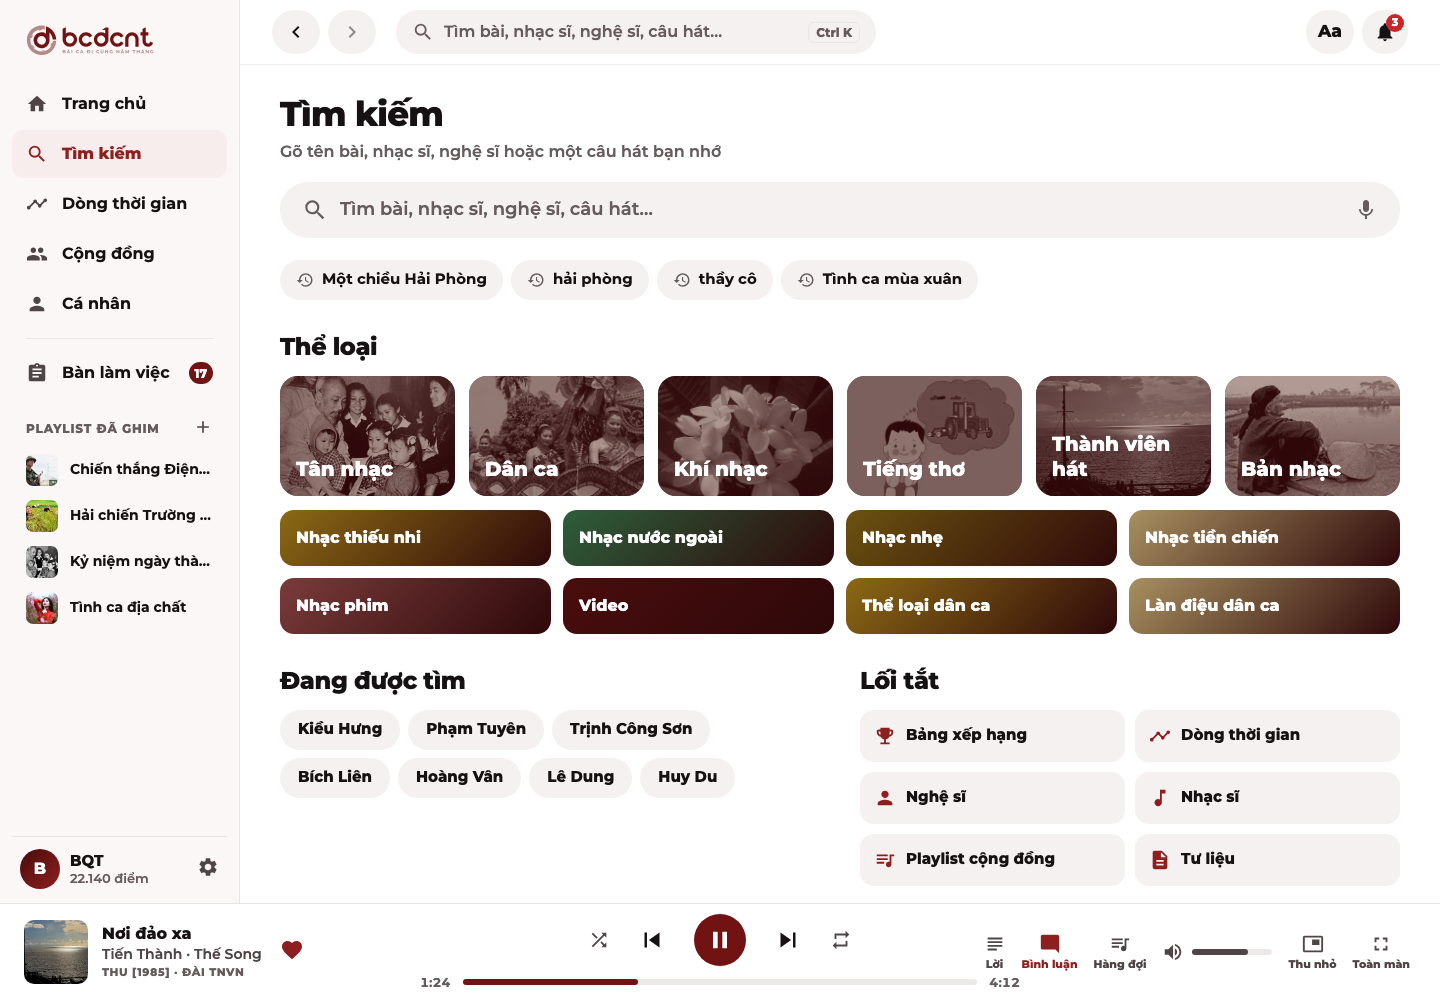 bcdcnt
BÀI CA ĐI CÙNG NĂM THÁNG
Trang chủ
Tìm kiếm
Dòng thời gian
Cộng đồng
Cá nhân
Bàn làm việc 17
PLAYLIST ĐÃ GHIM
Chiến thắng Điện...
Hải chiến Trường ...
Kỷ niệm ngày thà...
Tình ca địa chất
B
BQT
22.140 điểm
Tìm bài, nhạc sĩ, nghệ sĩ, câu hát... Ctrl K
Aa 3
Tìm kiếm
Gõ tên bài, nhạc sĩ, nghệ sĩ hoặc một câu hát bạn nhớ
Tìm bài, nhạc sĩ, nghệ sĩ, câu hát...
Một chiều Hải Phòng hải phòng thầy cô Tình ca mùa xuân
Thể loại
Tân nhạc
Dân ca
Khí nhạc
Tiếng thơ
Thành viên
hát
Bản nhạc
Nhạc thiếu nhi Nhạc nước ngoài Nhạc nhẹ Nhạc tiền chiến
Nhạc phim Video Thể loại dân ca Làn điệu dân ca
Đang được tìm
Kiều Hưng Phạm Tuyên Trịnh Công Sơn
Bích Liên Hoàng Vân Lê Dung Huy Du
Lối tắt
Bảng xếp hạng Dòng thời gian
Nghệ sĩ Nhạc sĩ
Playlist cộng đồng Tư liệu
Nơi đảo xa
Tiến Thành · Thế Song
THU [1985] · ĐÀI TNVN
1:24 4:12
Lời Bình luận Hàng đợi Thu nhỏ Toàn màn